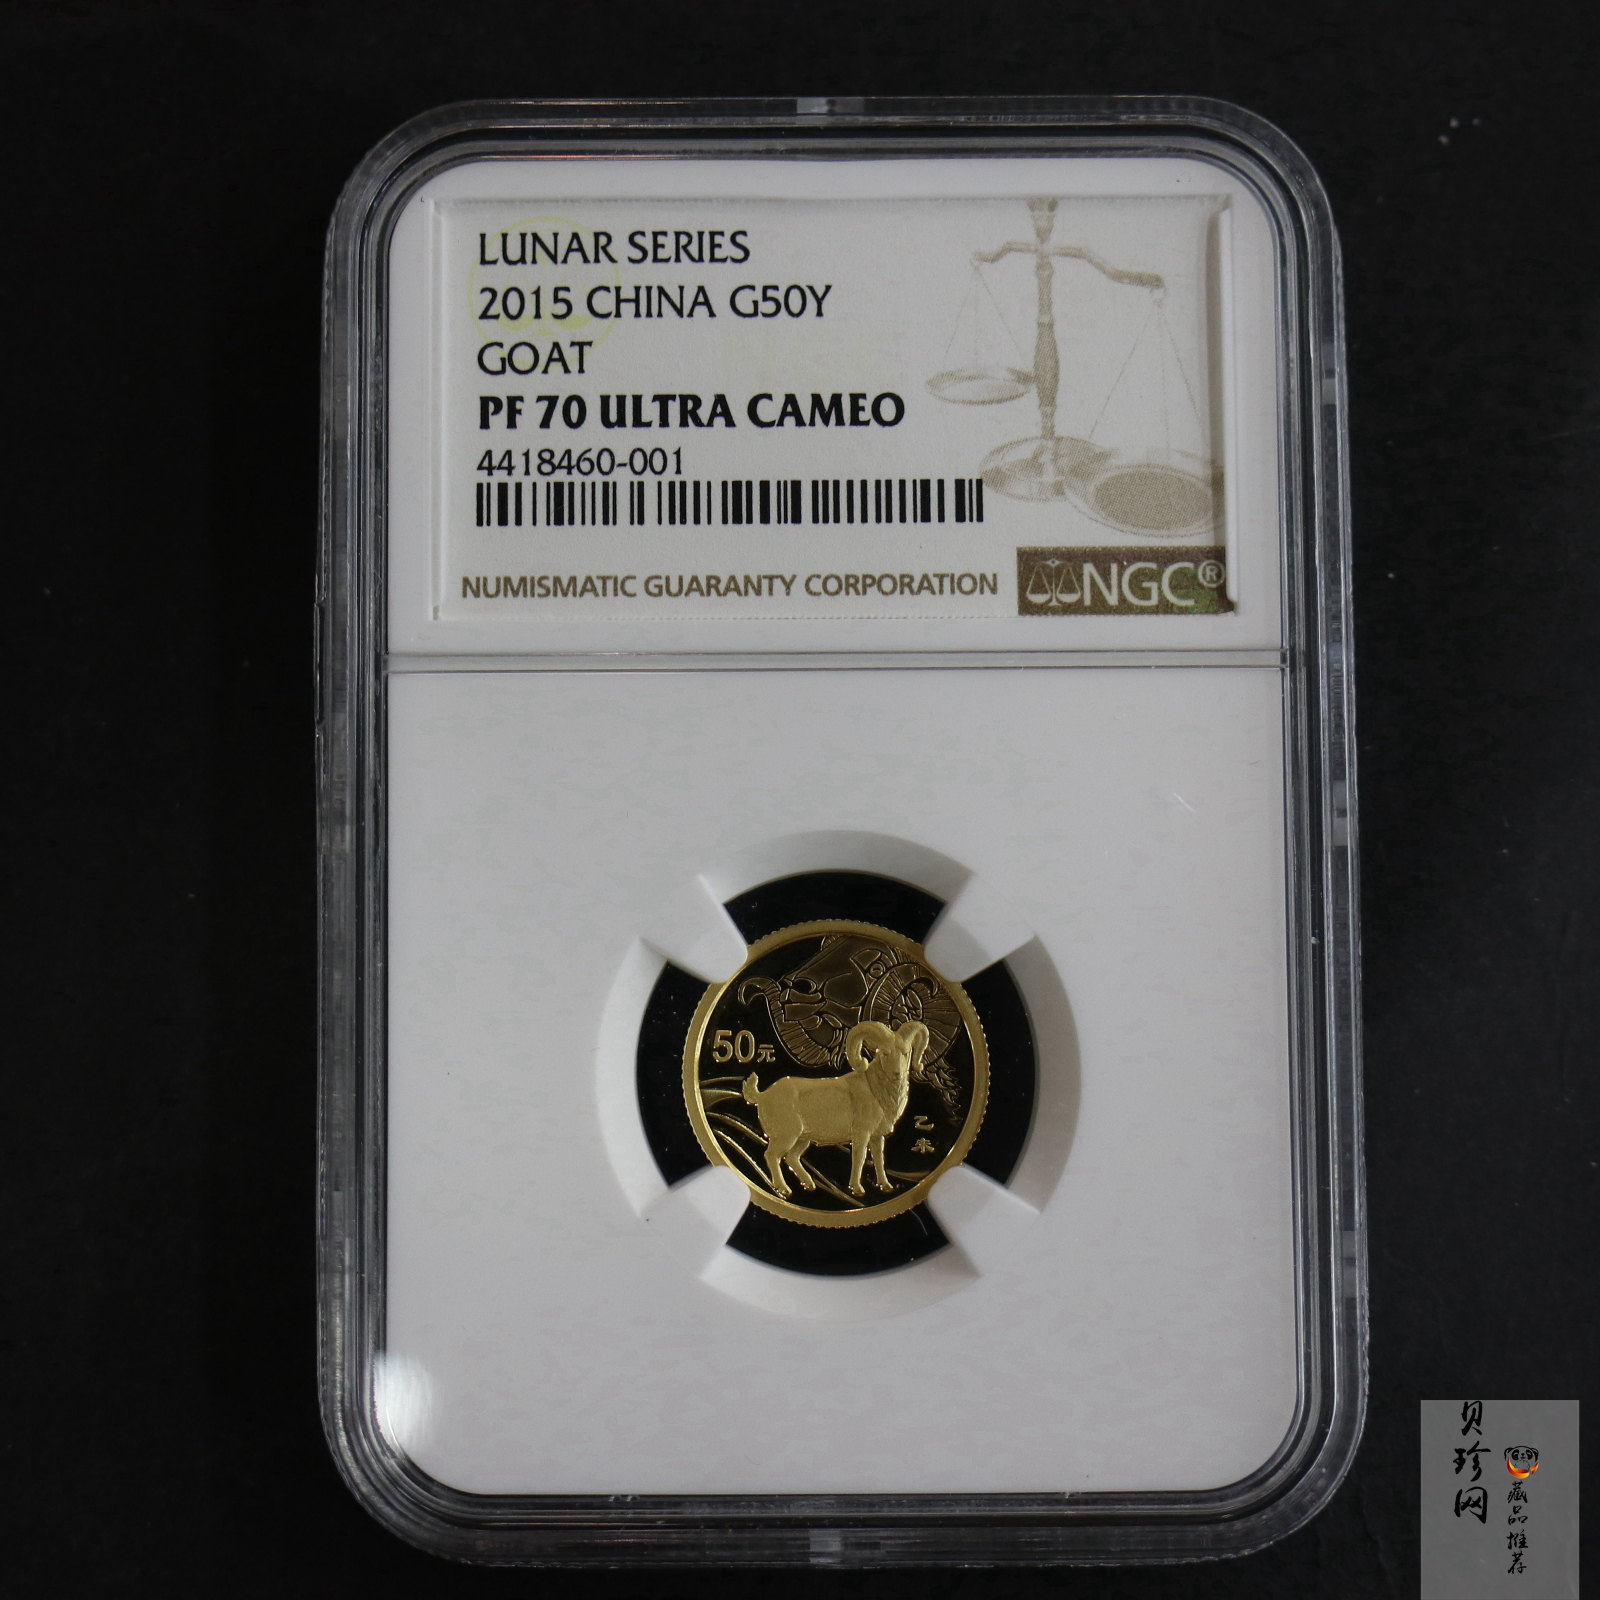 LUNAR SERIES
2015 CHINA G50Y
GOAT
PF 70 ULTRA CAMEO
4418460-001
NUMISMATIC GUARANTY CORPORATION
NGC®
50元
乙
未
贝珍网
藏品推荐